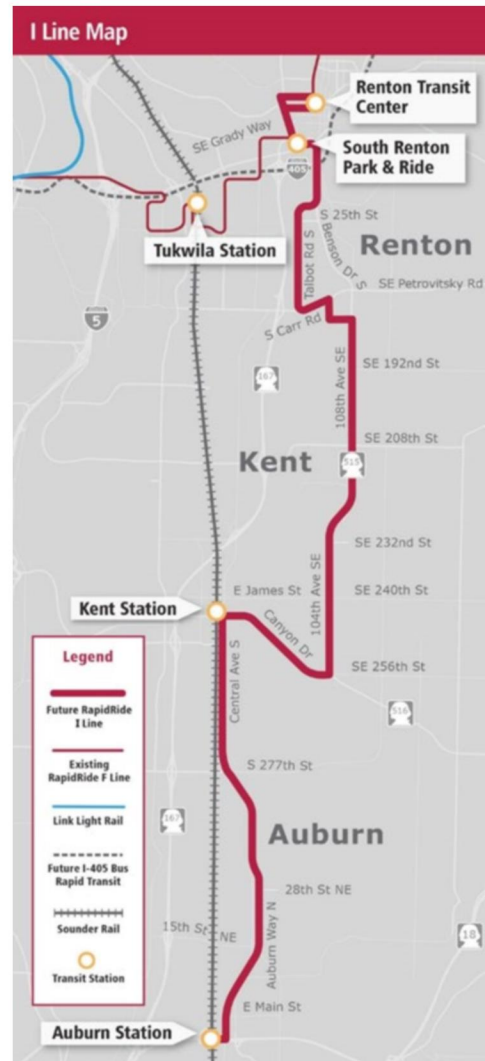 I Line Map
Renton Transit
Center
SE Grady Way
South Renton
Park & Ride
405
S 25th St
Tukwila Station
Talbot Rd S
Benson Dr S
Renton
SE Petrovitsky Rd
5
S Carr Rd
167
108th Ave SE
SE 192nd St
Kent
SE 208th St
515
SE 232nd St
104th Ave SE
E James St
SE 240th St
Kent Station
Canyon Dr
Central Ave S
SE 256th St
516
Legend
Future RapidRide
I Line
Existing
RapidRide F Line
Link Light Rail
Future I-405 Bus
Rapid Transit
Sounder Rail
Transit Station
S 277th St
167
Auburn
28th St NE
15th St NE
Auburn Way N
18
E Main St
Auburn Station